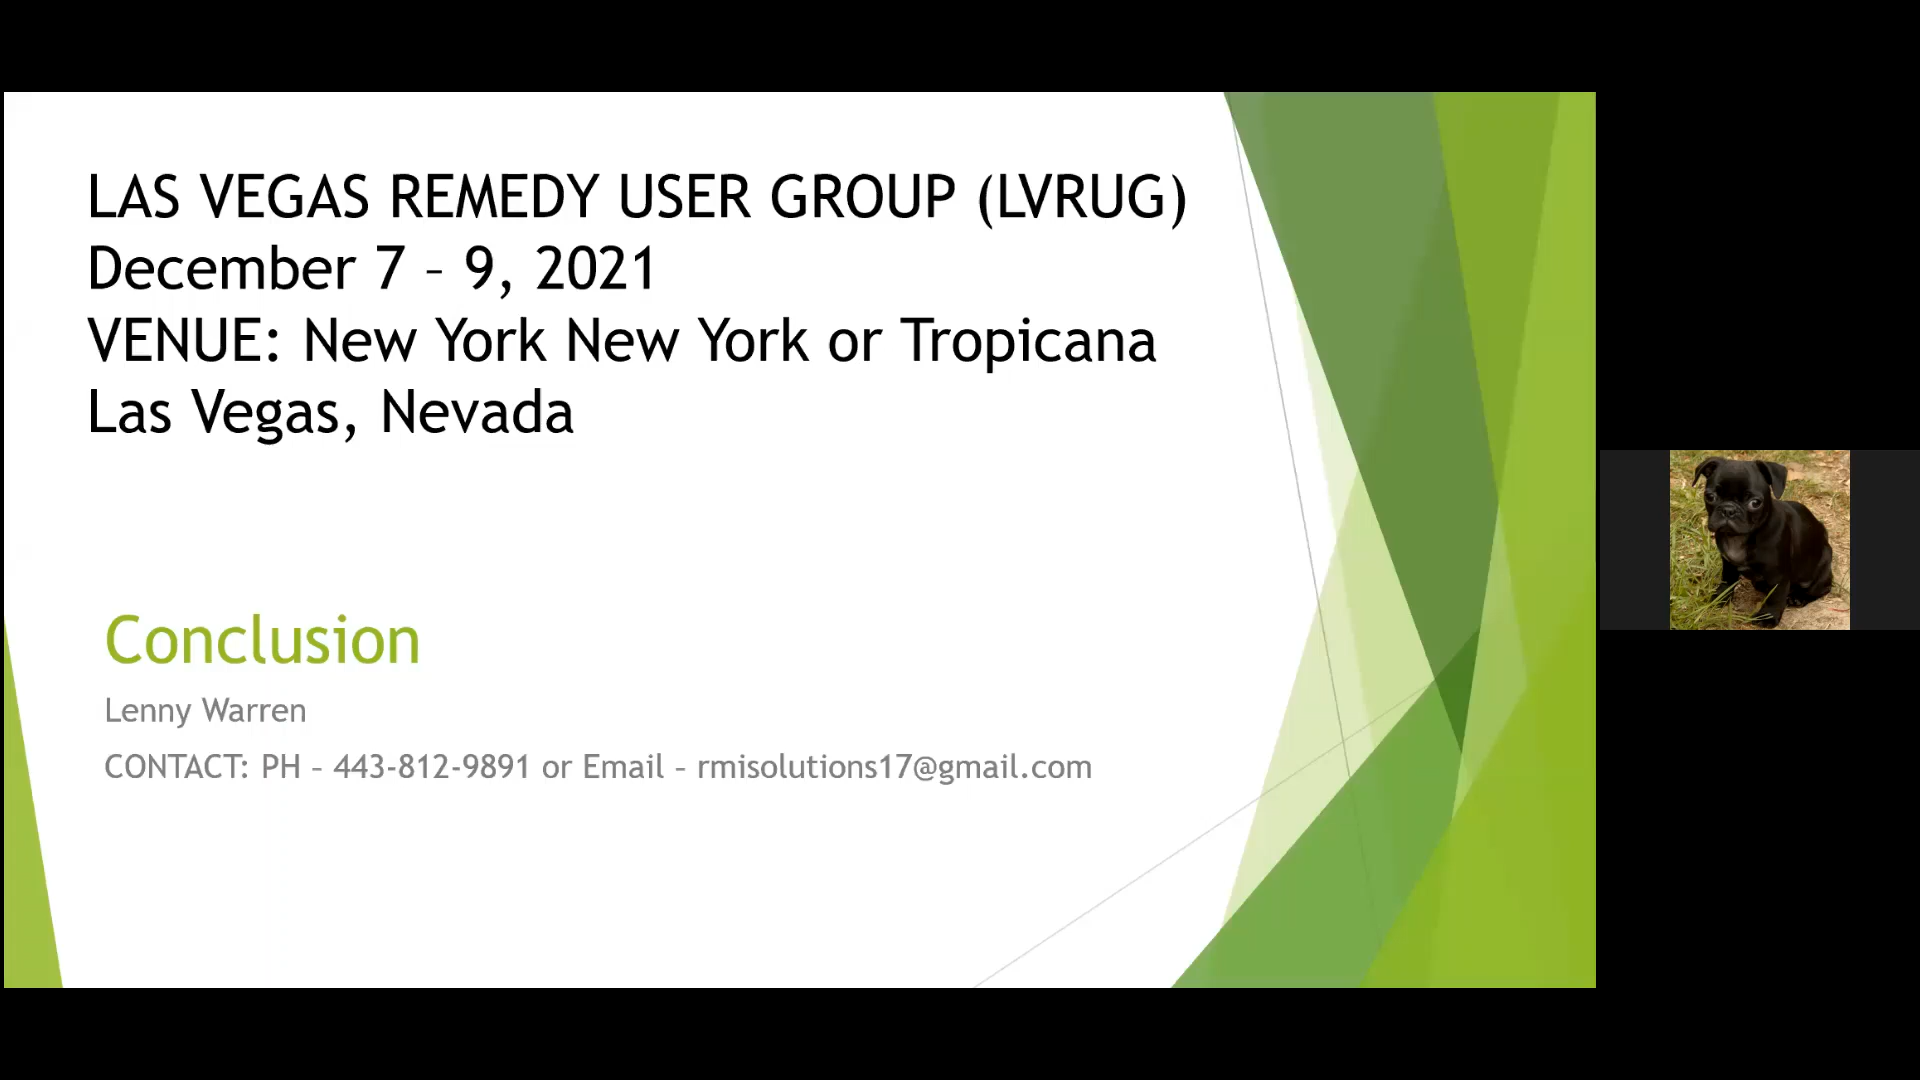 LAS VEGAS REMEDY USER GROUP (LVRUG)
December 7 – 9, 2021
VENUE: New York New York or Tropicana
Las Vegas, Nevada
Conclusion
Lenny Warren
CONTACT: PH – 443-812-9891 or Email – rmisolutions17@gmail.com